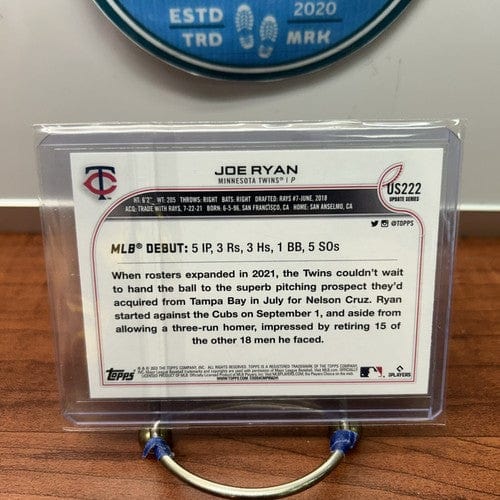 ESTD 2020
TRD MRK
JOE RYAN
MINNESOTA TWINS® | P
US222
UPDATE SERIES
HT: 6'2" WT: 205 THROWS: RIGHT BATS: RIGHT DRAFTED: RAYS #7-JUNE, 2018
ACQ: TRADE WITH RAYS, 7-22-21 BORN: 6-5-96, SAN FRANCISCO, CA HOME: SAN ANSELMO, CA
@TOPPS
MLB® DEBUT: 5 IP, 3 Rs, 3 Hs, 1 BB, 5 SOs
When rosters expanded in 2021, the Twins couldn't wait
to hand the ball to the superb pitching prospect they'd
acquired from Tampa Bay in July for Nelson Cruz. Ryan
started against the Cubs on September 1, and aside from
allowing a three-run homer, impressed by retiring 15 of
the other 18 men he faced.
Topps
PLAYERS